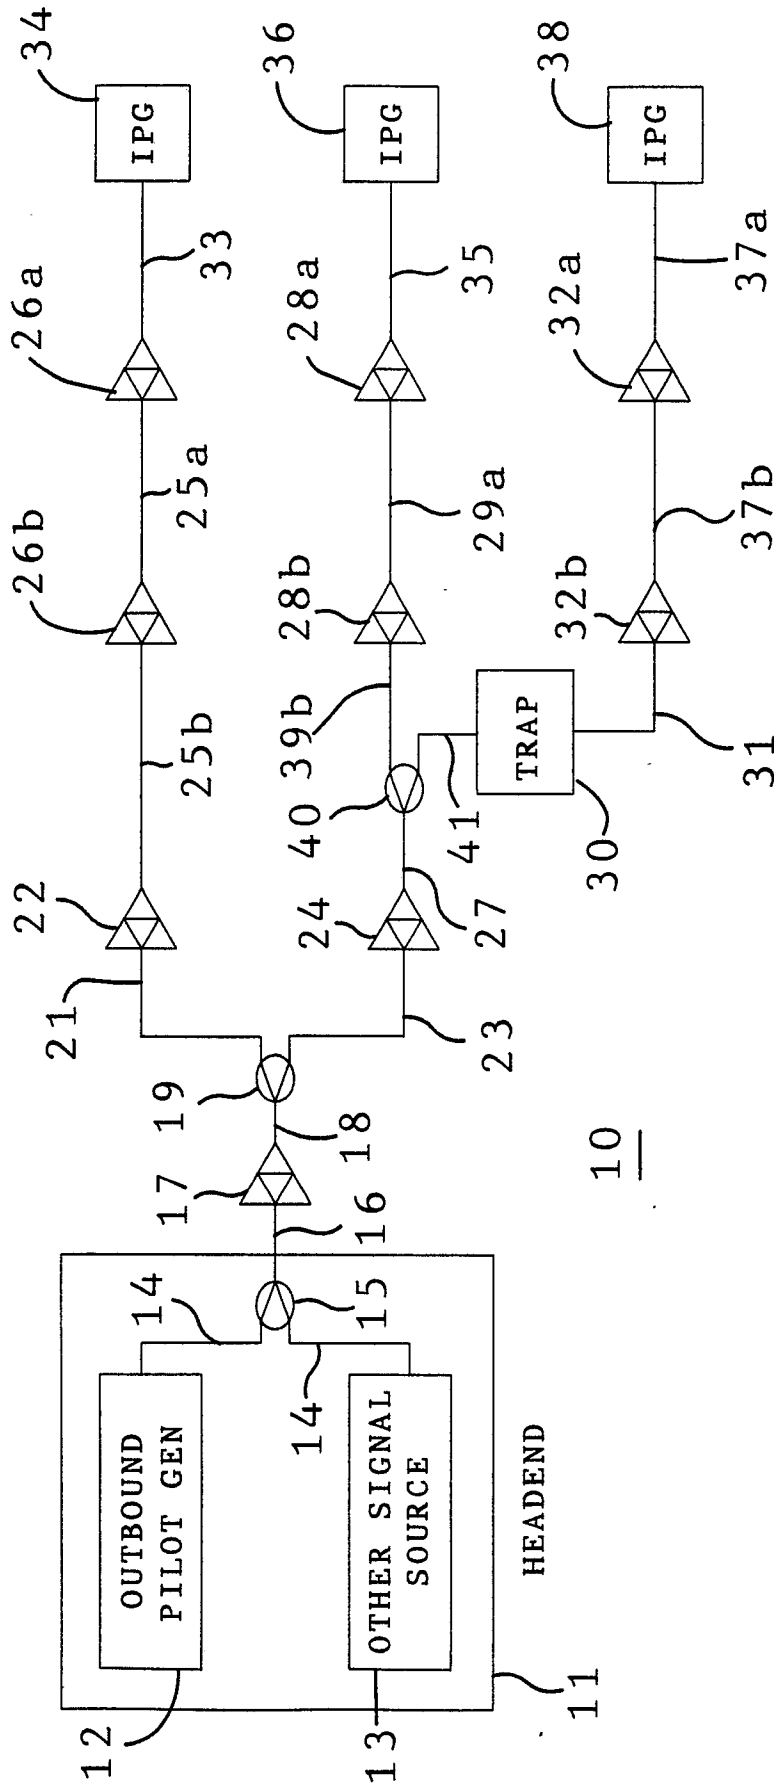 34
IPG
33
26a
25a
26b
25b
22
21
36
IPG
35
28a
29a
28b
39b
40
41
TRAP
30
27
24
23
38
IPG
37a
32a
37b
32b
31
19
18
17
16
15
14
14
OUTBOUND
PILOT GEN
12
OTHER SIGNAL
SOURCE
13
HEADEND
11
10